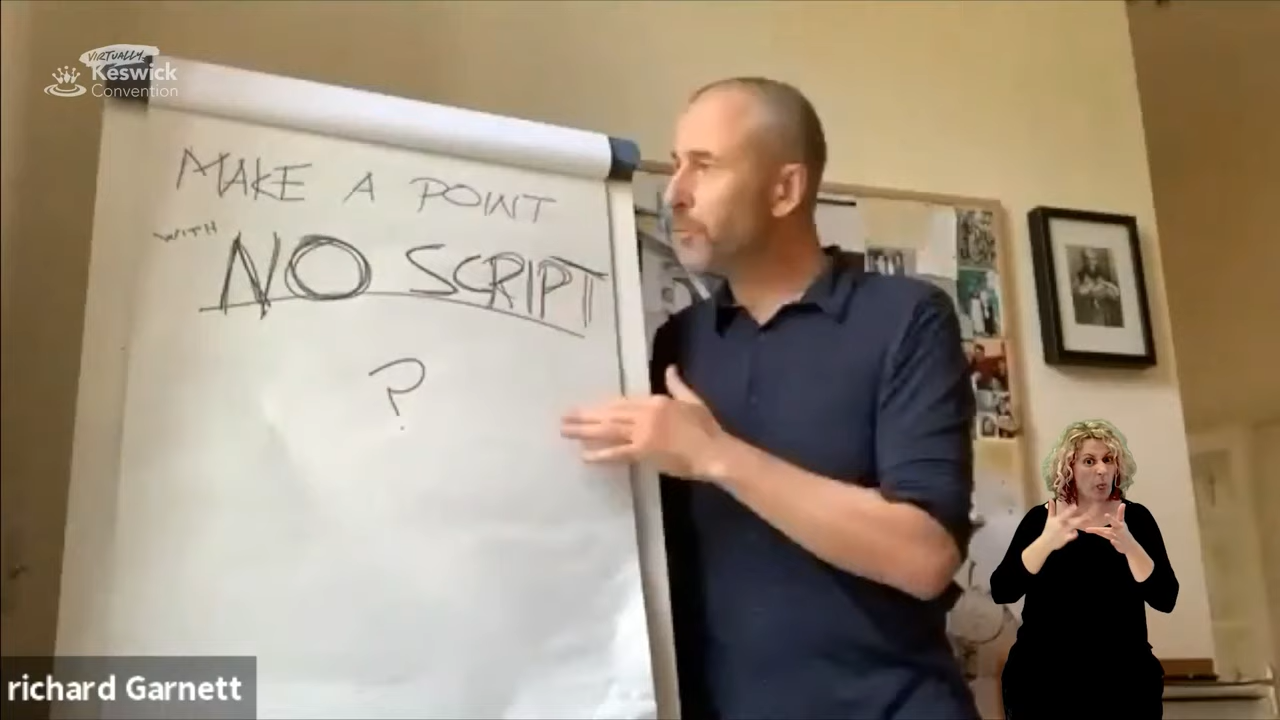 VIRTUALLY
Keswick
Convention
MAKE A POINT
WITH
NO SCRIPT
?
richard Garnett